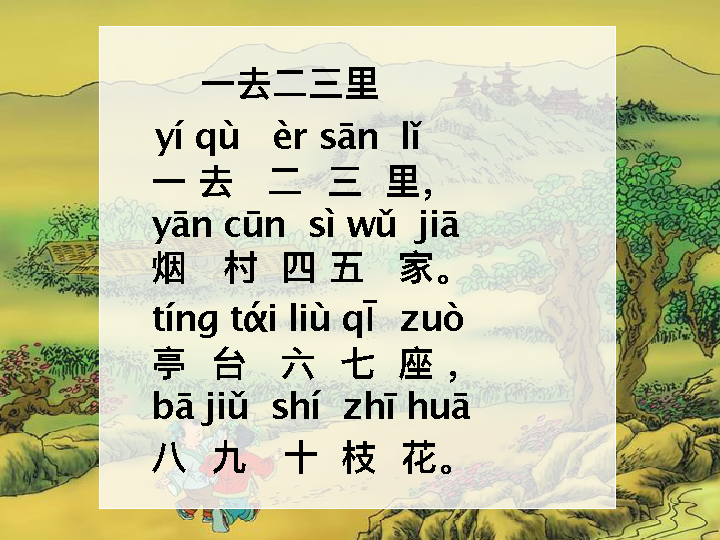 一去二三里
yí qù èr sān lǐ
一 去 二 三 里，
yān cūn sì wǔ jiā
烟 村 四 五 家。
tíng tái liù qī zuò
亭 台 六 七 座，
bā jiǔ shí zhī huā
八 九 十 枝 花。